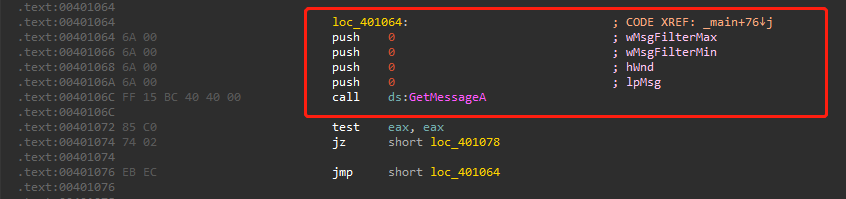 .text:00401064
.text:00401064 loc_401064: ; CODE XREF: _main+76↓j
.text:00401064 6A 00 push 0 ; wMsgFilterMax
.text:00401066 6A 00 push 0 ; wMsgFilterMin
.text:00401068 6A 00 push 0 ; hWnd
.text:0040106A 6A 00 push 0 ; lpMsg
.text:0040106C FF 15 BC 40 40 00 call ds:GetMessageA
.text:0040106C
.text:00401072 85 C0 test eax, eax
.text:00401074 74 02 jz short loc_401078
.text:00401074
.text:00401076 EB EC jmp short loc_401064
.text:00401076